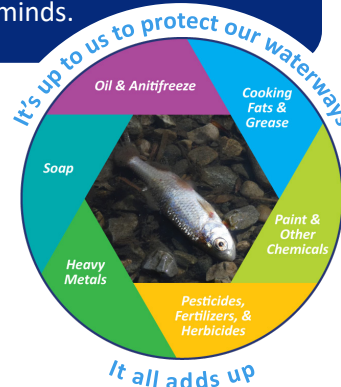 minds.
It's up to us to protect our waterways
Oil & Anitifreeze
Cooking
Fats &
Grease
Soap
Paint &
Other
Chemicals
Heavy
Metals
Pesticides,
Fertilizers, &
Herbicides
It all adds up